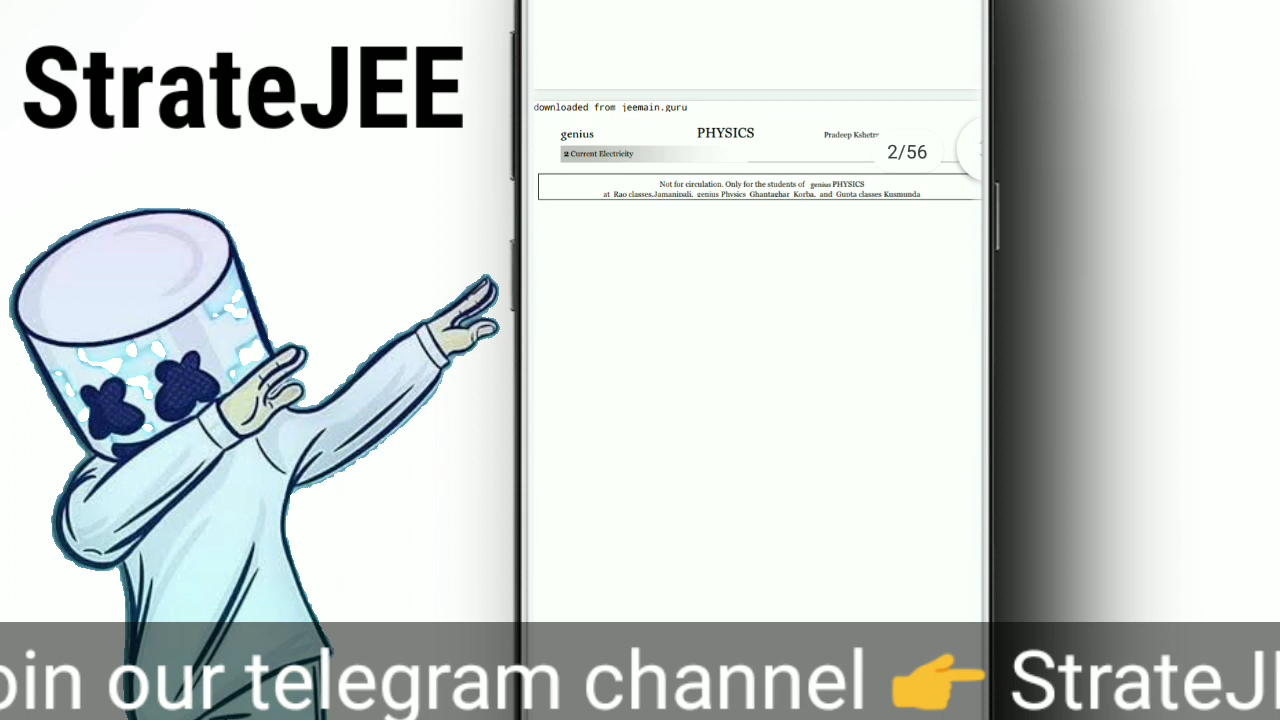 StrateJEE
downloaded from jeemain.guru
genius PHYSICS Pradeep
2 Current Electricity
2/56
Not for circulation. Only for the students of genius PHYSICS
at Rao classes,Jamanipali, genius Physics Ghantaghar Korba, and Gupta classes Kusmunda
oin our telegram channel 👉 StrateJ